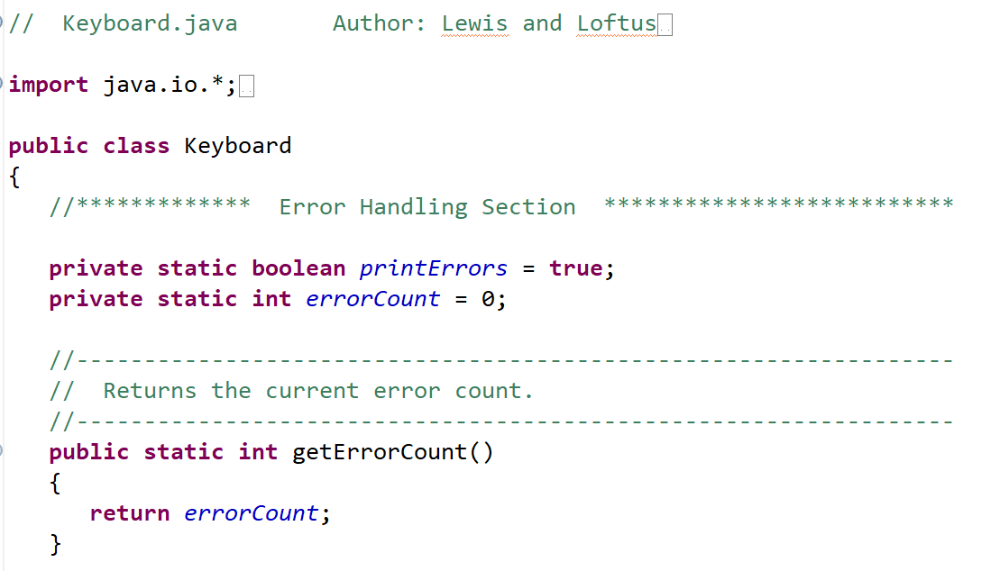 //  Keyboard.java       Author: Lewis and Loftus
import java.io.*;
public class Keyboard
{
//*************  Error Handling Section  **************************
private static boolean printErrors = true;
private static int errorCount = 0;
//-----------------------------------------------------------------
//  Returns the current error count.
//-----------------------------------------------------------------
public static int getErrorCount()
{
return errorCount;
}